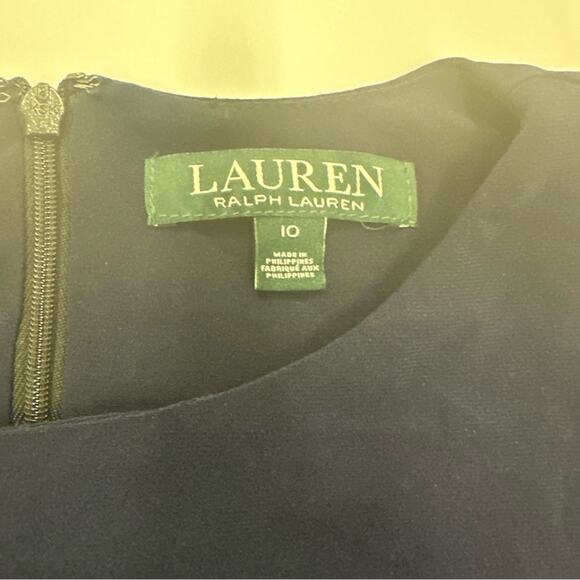 LAUREN
RALPH LAUREN
10
MADE IN
PHILIPPINES
FABRIQUÉ AUX
PHILIPPINES